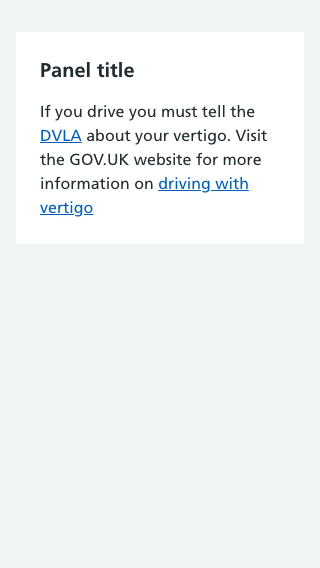 Panel title
If you drive you must tell the
DVLA about your vertigo. Visit
the GOV.UK website for more
information on driving with
vertigo